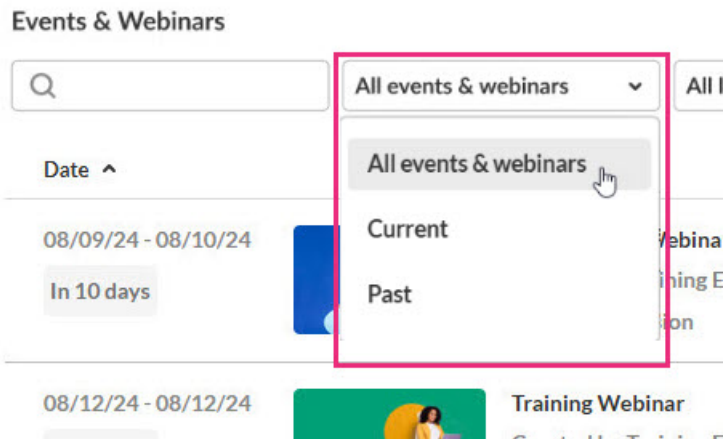 Events & Webinars
All events & webinars
All
Date
All events & webinars
08/09/24 - 08/10/24
Current
In 10 days
Past
08/12/24 - 08/12/24
Training Webinar